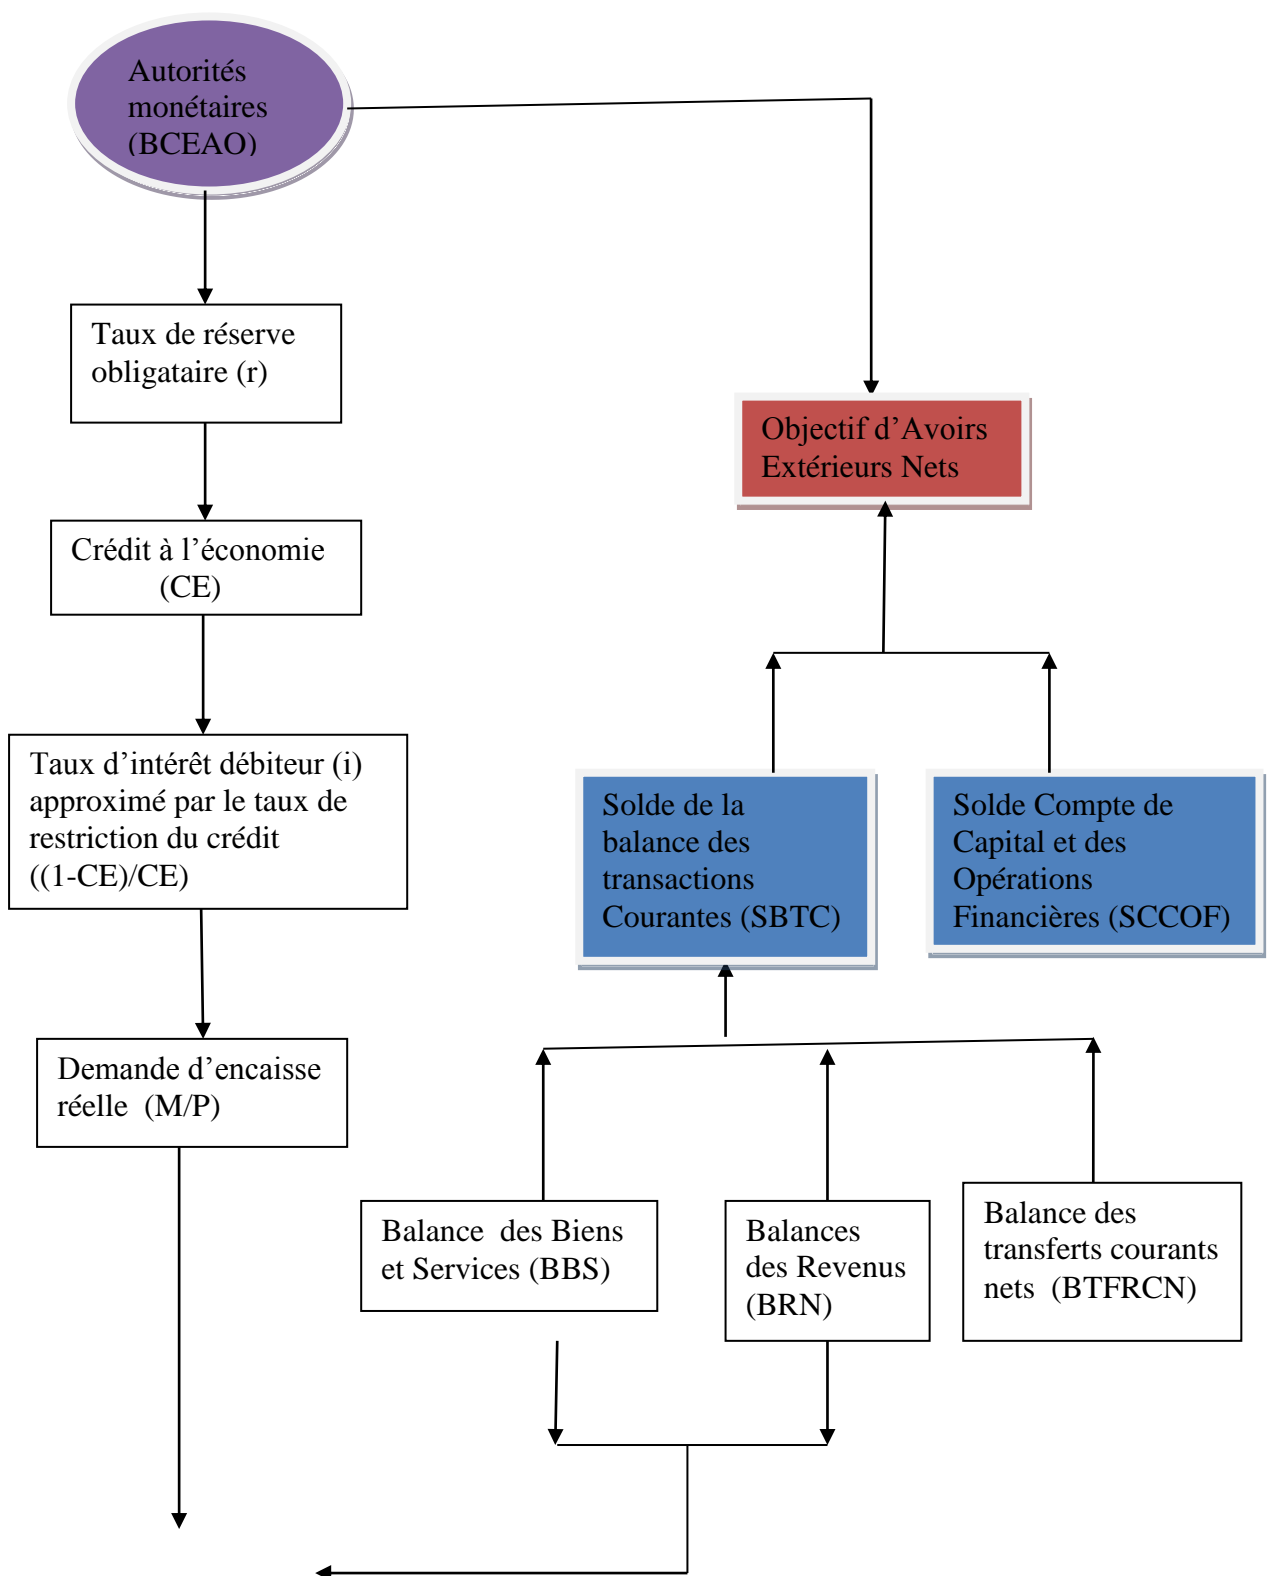 Autorités
monétaires
(BCEAO)
Taux de réserve
obligataire (r)
Objectif d’Avoirs
Extérieurs Nets
Crédit à l’économie
(CE)
Taux d’intérêt débiteur (i)
approximé par le taux de
restriction du crédit
((1-CE)/CE)
Solde de la
balance des
transactions
Courantes (SBTC)
Solde Compte de
Capital et des
Opérations
Financières (SCCOF)
Demande d’encaisse
réelle (M/P)
Balance des Biens
et Services (BBS)
Balances
des Revenus
(BRN)
Balance des
transferts courants
nets (BTFRCN)